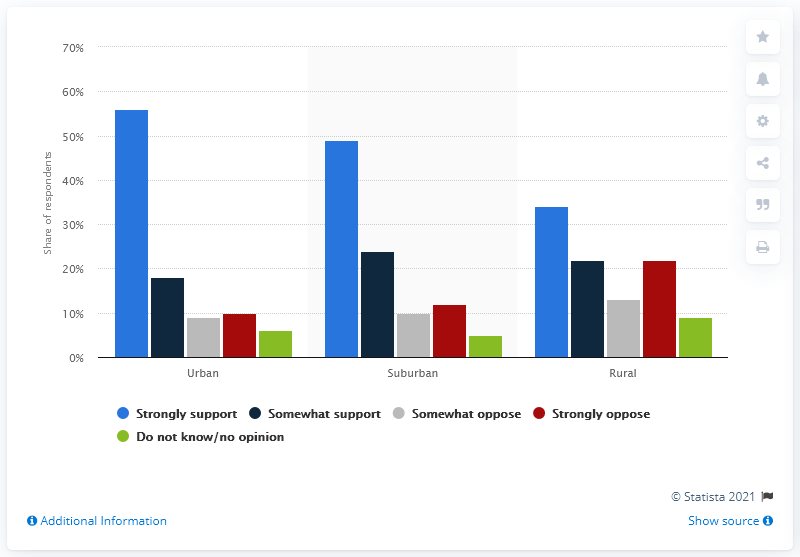 70%
60%
50%
40%
30%
20%
10%
0%
Share of respondents
Urban
Suburban
Rural
Strongly support
Somewhat support
Somewhat oppose
Strongly oppose
Do not know/no opinion
© Statista 2021
Additional Information
Show source